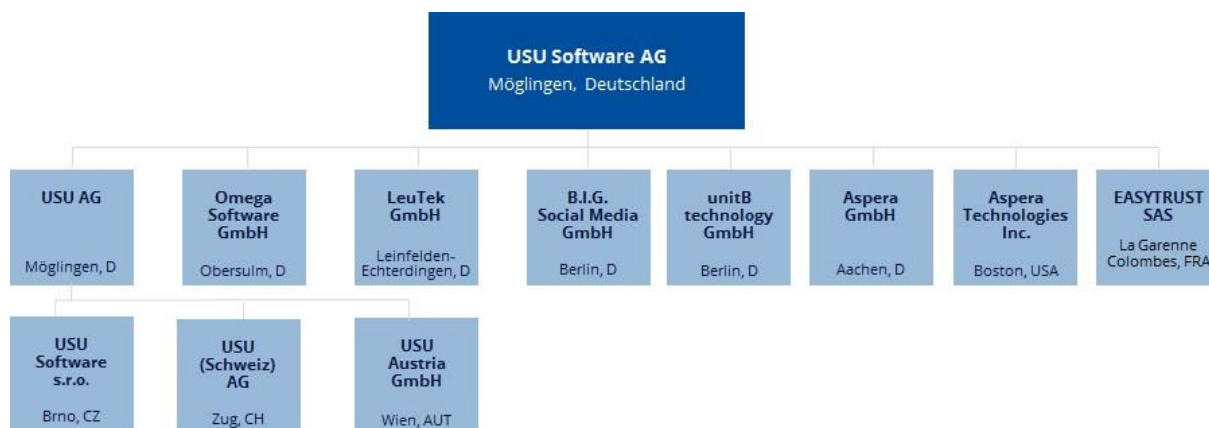 USU Software AG
Möglingen, Deutschland
USU AG
Möglingen, D
Omega
Software
GmbH
Obersulm, D
LeuTek
GmbH
Leinfelden-
Echterdingen, D
B.I.G.
Social Media
GmbH
Berlin, D
unitB
technology
GmbH
Berlin, D
Aspera
GmbH
Aachen, D
Aspera
Technologies
Inc.
Boston, USA
EASYTRUST
SAS
La Garenne
Colombes, FRA
USU
Software
s.r.o.
Brno, CZ
USU
(Schweiz)
AG
Zug, CH
USU
Austria
GmbH
Wien, AUT